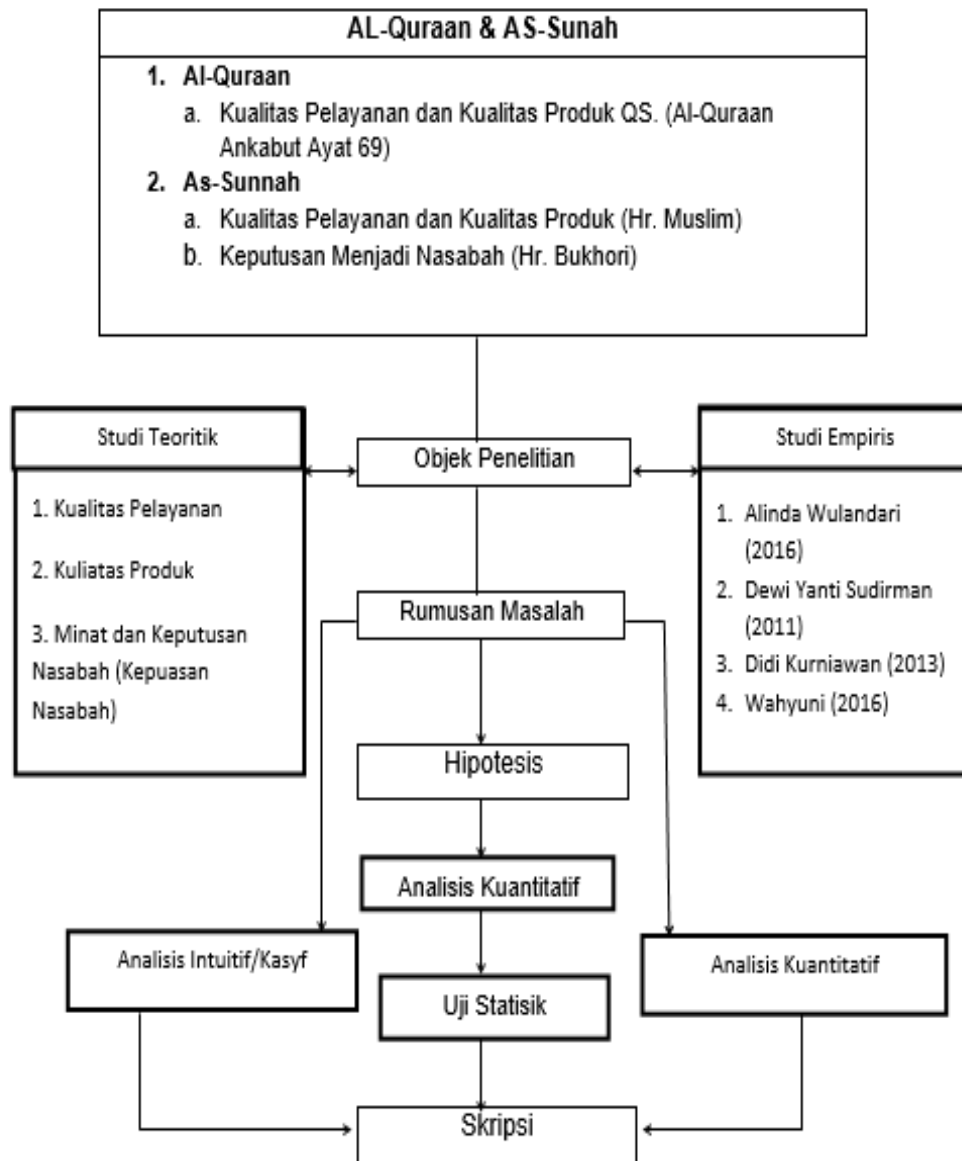 AL-Quraan & AS-Sunah
1. Al-Quraan
a. Kualitas Pelayanan dan Kualitas Produk QS. (Al-Quraan
Ankabut Ayat 69)
2. As-Sunnah
a. Kualitas Pelayanan dan Kualitas Produk (Hr. Muslim)
b. Keputusan Menjadi Nasabah (Hr. Bukhori)
Studi Teoritik
1. Kualitas Pelayanan
2. Kuliatas Produk
3. Minat dan Keputusan
Nasabah (Kepuasan
Nasabah)
Objek Penelitian
Studi Empiris
1. Alinda Wulandari
(2016)
2. Dewi Yanti Sudirman
(2011)
3. Didi Kurniawan (2013)
4. Wahyuni (2016)
Rumusan Masalah
Hipotesis
Analisis Kuantitatif
Analisis Intuitif/Kasyf
Analisis Kuantitatif
Uji Statisik
Skripsi